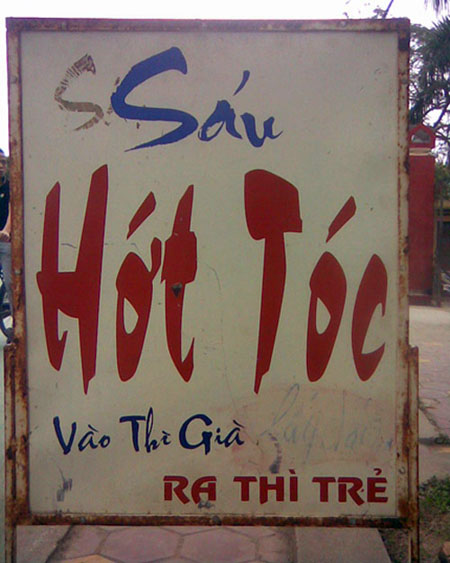 Sáu
Hớt Tóc
Vào Thì Già
RA THÌ TRẺ